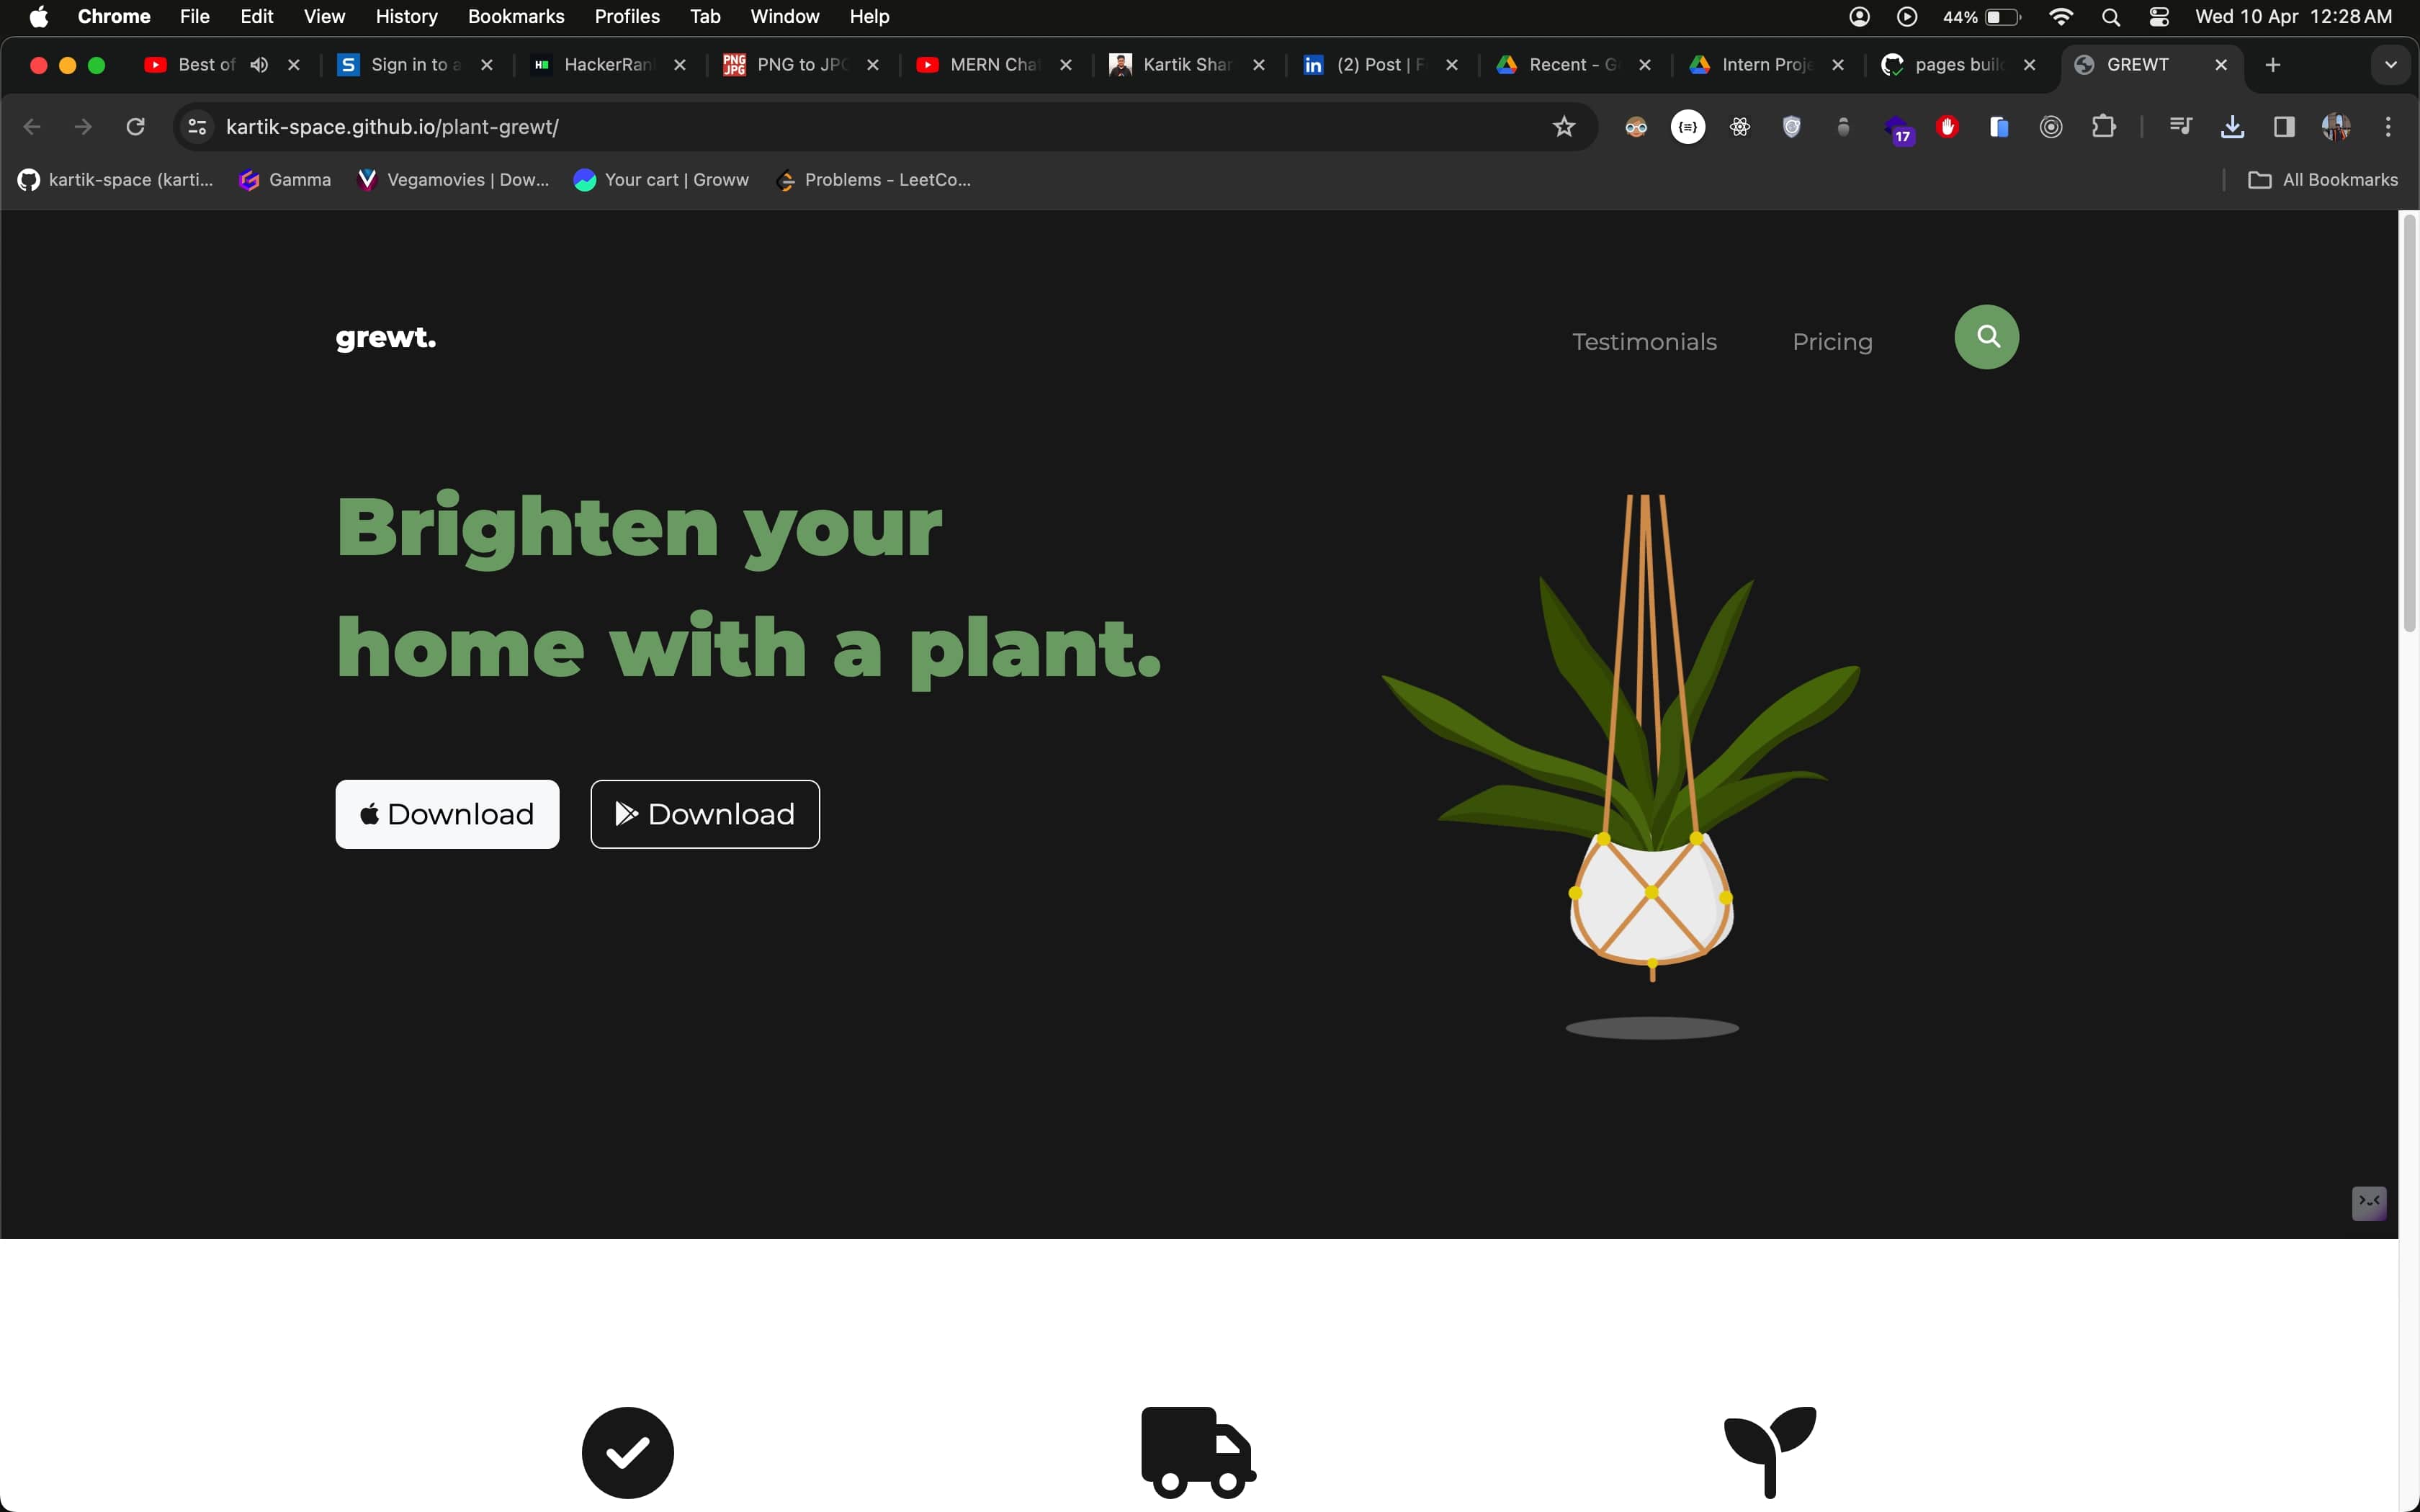 Chrome File Edit View History Bookmarks Profiles Tab Window Help 44% Wed 10 Apr 12:28 AM
Best of Sign in to a HackerRan PNG to JPG MERN Cha Kartik Shar (2) Post | F Recent - G Intern Proje pages buil GREWT
kartik-space.github.io/plant-grewt/ 17
kartik-space (karti... Gamma Vegamovies | Dow... Your cart | Groww Problems - LeetCo... All Bookmarks
grewt. Testimonials Pricing
Brighten your
home with a plant.
Download Download